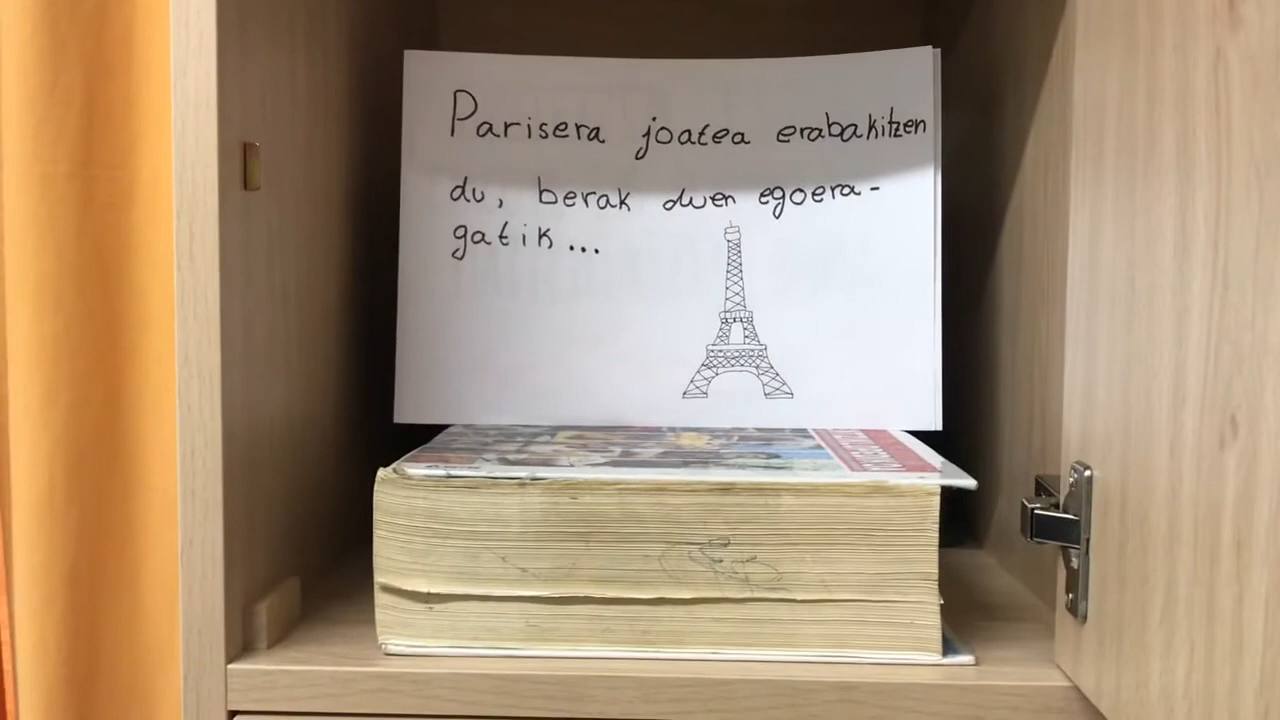 Parisera joatea erabakitzen
du, berak duen egoera-
gatik...